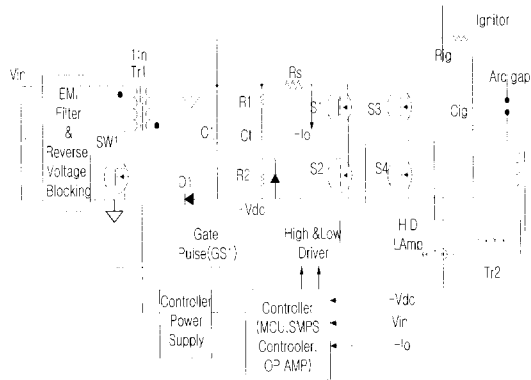 Ignitor
1:n
Tr1
Rig
Vin
Rs
Arc gap
EMI
Filter
&
Reverse
Voltage
Blocking
R1
S1
S3
Cig
SW1
C1
Cf
-Io
R2
S2
S4
D1
-Vdc
Gate
Pulse(GS1)
High &Low
Driver
HID
LAmp
Tr2
Controller
Power
Supply
Controller
(MCU.SMPS
Controoler.
OP AMP)
-Vdc
Vin
-Io